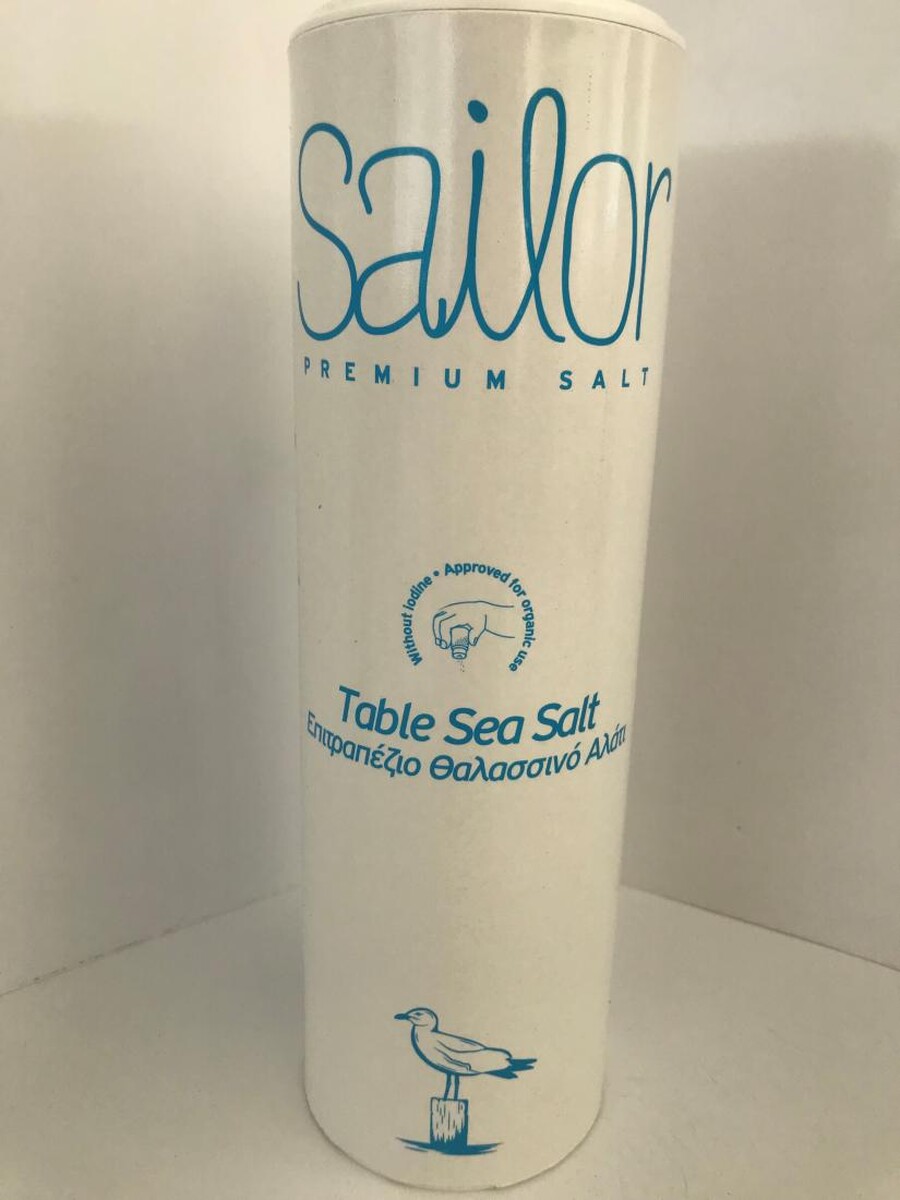 sailor
PREMIUM SALT
Without Iodine • Approved for organic use
Table Sea Salt
Επιτραπέζιο Θαλασσινό Αλάτι